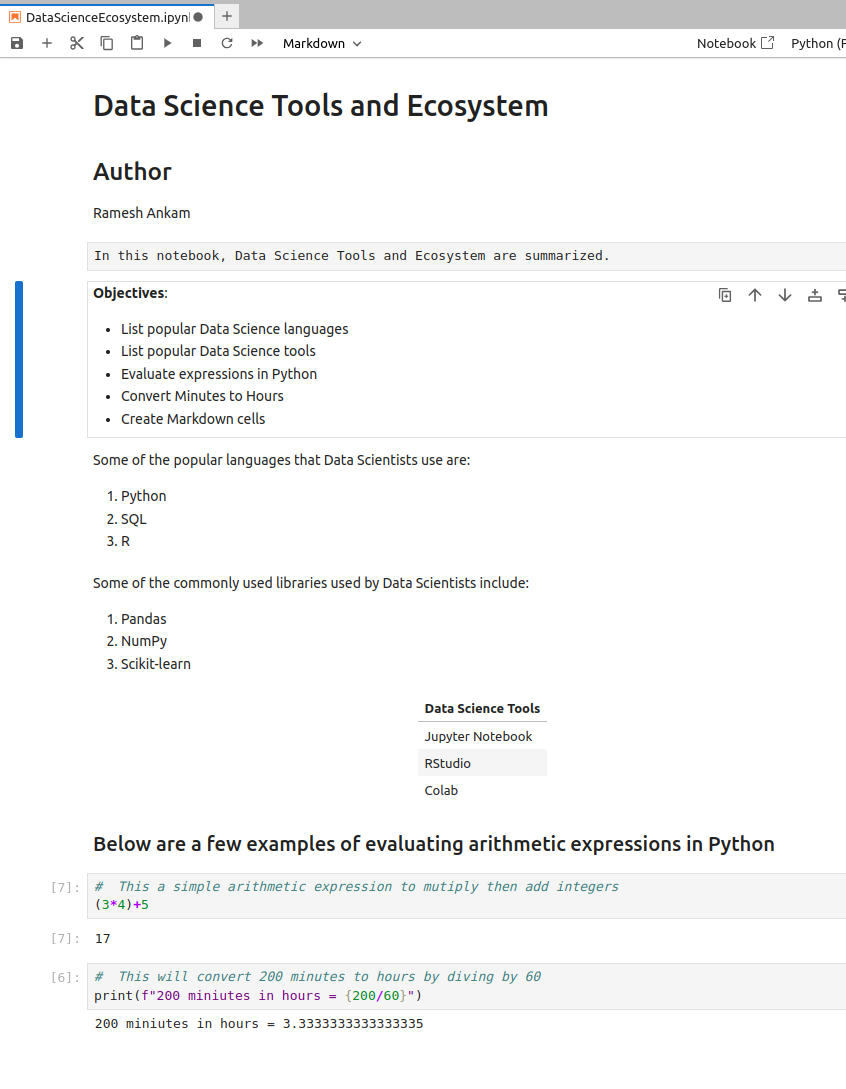 DataScienceEcosystem.ipynl
Markdown
Notebook
Python (F
Data Science Tools and Ecosystem
Author
Ramesh Ankam
In this notebook, Data Science Tools and Ecosystem are summarized.
Objectives:
• List popular Data Science languages
• List popular Data Science tools
• Evaluate expressions in Python
• Convert Minutes to Hours
• Create Markdown cells
Some of the popular languages that Data Scientists use are:
1. Python
2. SQL
3. R
Some of the commonly used libraries used by Data Scientists include:
1. Pandas
2. NumPy
3. Scikit-learn
Data Science Tools
Jupyter Notebook
RStudio
Colab
Below are a few examples of evaluating arithmetic expressions in Python
[7]: # This a simple arithmetic expression to mutiply then add integers
(3*4)+5
[7]: 17
[6]: # This will convert 200 minutes to hours by diving by 60
print(f"200 miniutes in hours = {200/60}")
200 miniutes in hours = 3.3333333333333335